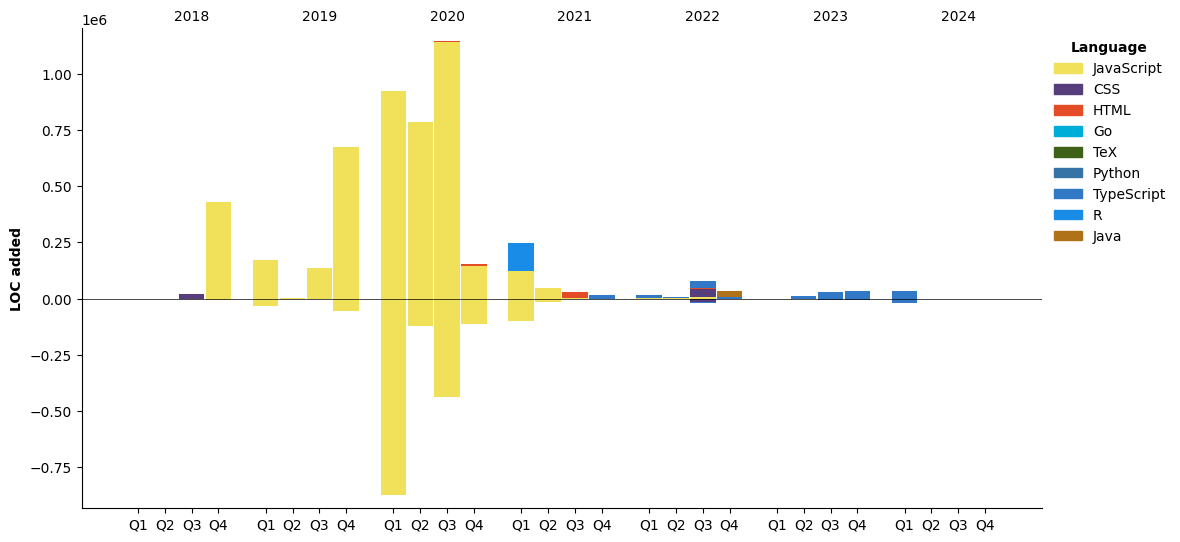 1e6
2018 2019 2020 2021 2022 2023 2024
LOC added
1.00
0.75
0.50
0.25
0.00
−0.25
−0.50
−0.75
Q1 Q2 Q3 Q4 Q1 Q2 Q3 Q4 Q1 Q2 Q3 Q4 Q1 Q2 Q3 Q4 Q1 Q2 Q3 Q4 Q1 Q2 Q3 Q4 Q1 Q2 Q3 Q4
Language
JavaScript
CSS
HTML
Go
TeX
Python
TypeScript
R
Java